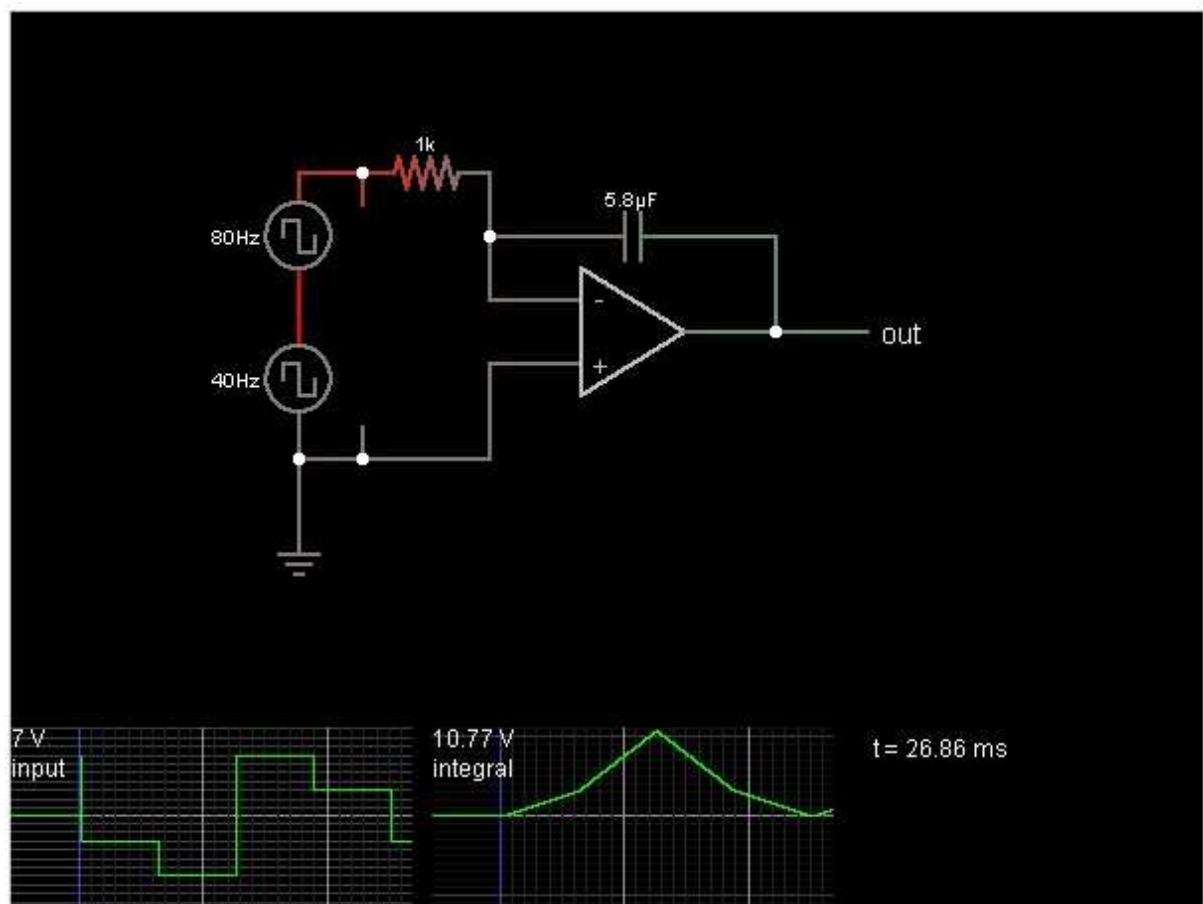 1k
5.8µF
80Hz
-
out
+
40Hz
7 V
input
10.77 V
integral
t = 26.86 ms